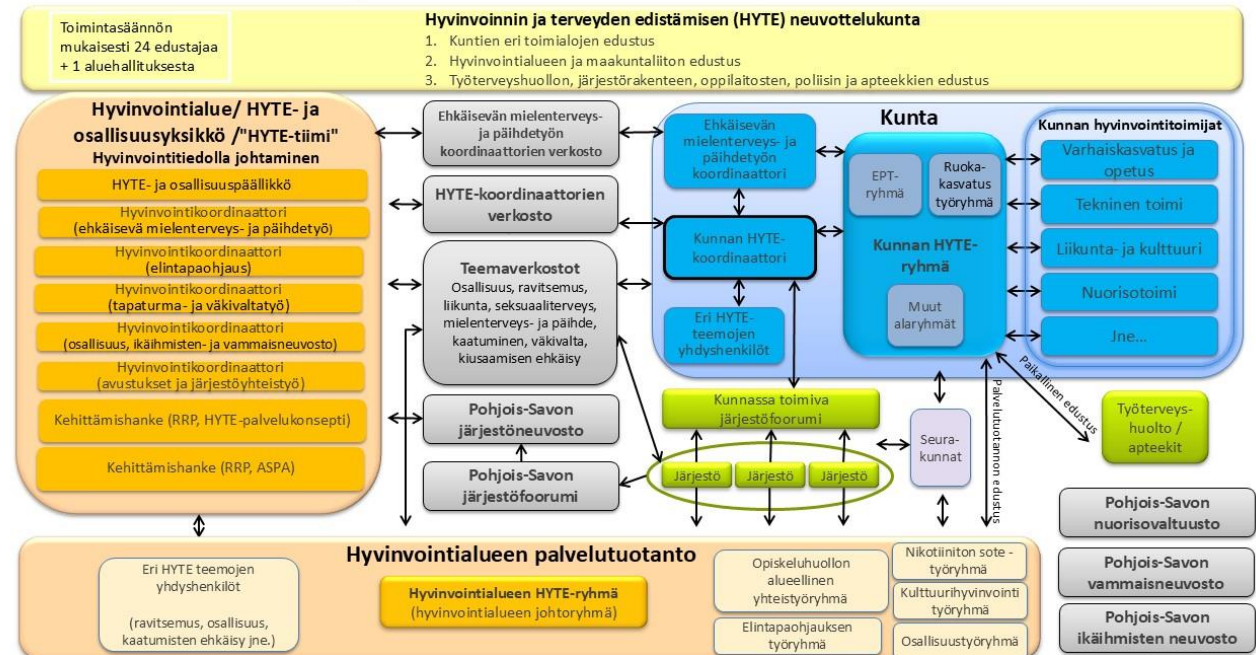 Toimintasäännön
mukaisesti 24 edustajaa
+ 1 aluehallituksesta
Hyvinvoinnin ja terveyden edistämisen (HYTE) neuvottelukunta
1. Kuntien eri toimialojen edustus
2. Hyvinvointialueen ja maakuntaliiton edustus
3. Työterveyshuollon, järjestörakenteen, oppilaitosten, poliisin ja apteekkien edustus
Hyvinvointialue/ HYTE- ja
osallisuusyksikkö /"HYTE-tiimi"
Hyvinvointitiedolla johtaminen
HYTE- ja osallisuuspäällikkö
Hyvinvointikoordinaattori
(ehkäisevä mielenterveys- ja päihdetyö)
Hyvinvointikoordinaattori
(elintapaohjaus)
Hyvinvointikoordinaattori
(tapaturma- ja väkivaltatyö)
Hyvinvointikoordinaattori
(osallisuus, ikäihmisten- ja vammaisneuvosto)
Hyvinvointikoordinaattori
(avustukset ja järjestöyhteistyö)
Kehittämishanke (RRP, HYTE-palvelukonsepti)
Kehittämishanke (RRP, ASPA)
Ehkäisevän mielenterveys-
ja päihdetyön
koordinaattorien verkosto
HYTE-koordinaattorien
verkosto
Teemaverkostot
Osallisuus, ravitsemus,
liikunta, seksuaaliterveys,
mielenterveys- ja päihde,
kaatuminen, väkivalta,
kiusaamisen ehkäisy
Pohjois-Savon
järjestöneuvosto
Pohjois-Savon
järjestöfoorumi
Kunta
Ehkäisevän
mielenterveys- ja
päihdetyön
koordinaattori
Kunnan HYTE-
koordinaattori
Eri HYTE-
teemojen
yhdyshenkilöt
EPT-
ryhmä
Ruoka-
kasvatus
työryhmä
Kunnan HYTE-
ryhmä
Muut
alaryhmät
Kunnan hyvinvointitoimijat
Varhaiskasvatus ja
opetus
Tekninen toimi
Liikunta- ja kulttuuri
Nuorisotoimi
Jne...
Kunnassa toimiva
järjestöfoorumi
Järjestö
Järjestö
Järjestö
Seura-
kunnat
Palvelutuotannon edustus
Paikallinen edustus
Työterveys-
huolto /
apteekit
Pohjois-Savon
nuorisovaltuusto
Pohjois-Savon
vammaisneuvosto
Pohjois-Savon
ikäihmisten neuvosto
Hyvinvointialueen palvelutuotanto
Eri HYTE teemojen
yhdyshenkilöt
(ravitsemus, osallisuus,
kaatumisten ehkäisy jne.)
Hyvinvointialueen HYTE-ryhmä
(hyvinvointialueen johtoryhmä)
Opiskeluhuollon
alueellinen
yhteistyöryhmä
Elintapaohjauksen
työryhmä
Nikotiiniton sote -
työryhmä
Kulttuurihyvinvointi
työryhmä
Osallisuustyöryhmä